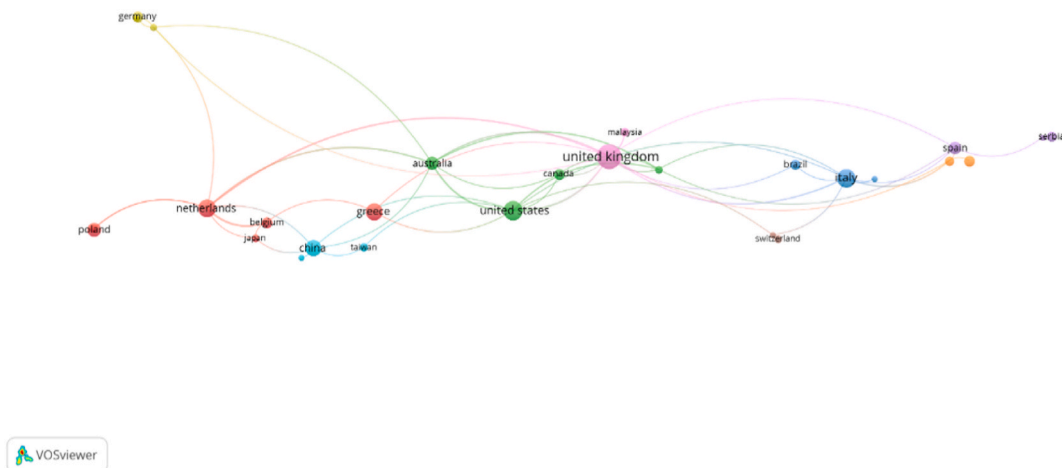 germany
malaysia
australia
united kingdom
spain
serbia
canada
brazil
italy
netherlands
greece
united states
belgium
poland
japan
china
taiwan
switzerland
VOSviewer